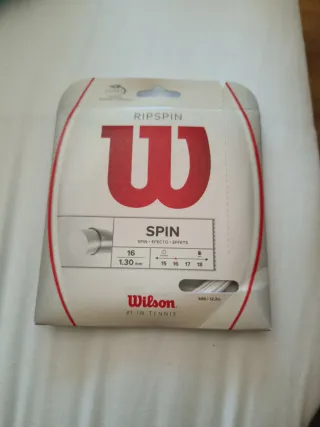 RIPSPIN
W
SPIN
SPIN • EFECTO • EFFETS
16
1.30 mm
15 16 17 18
Wilson
#1 IN TENNIS